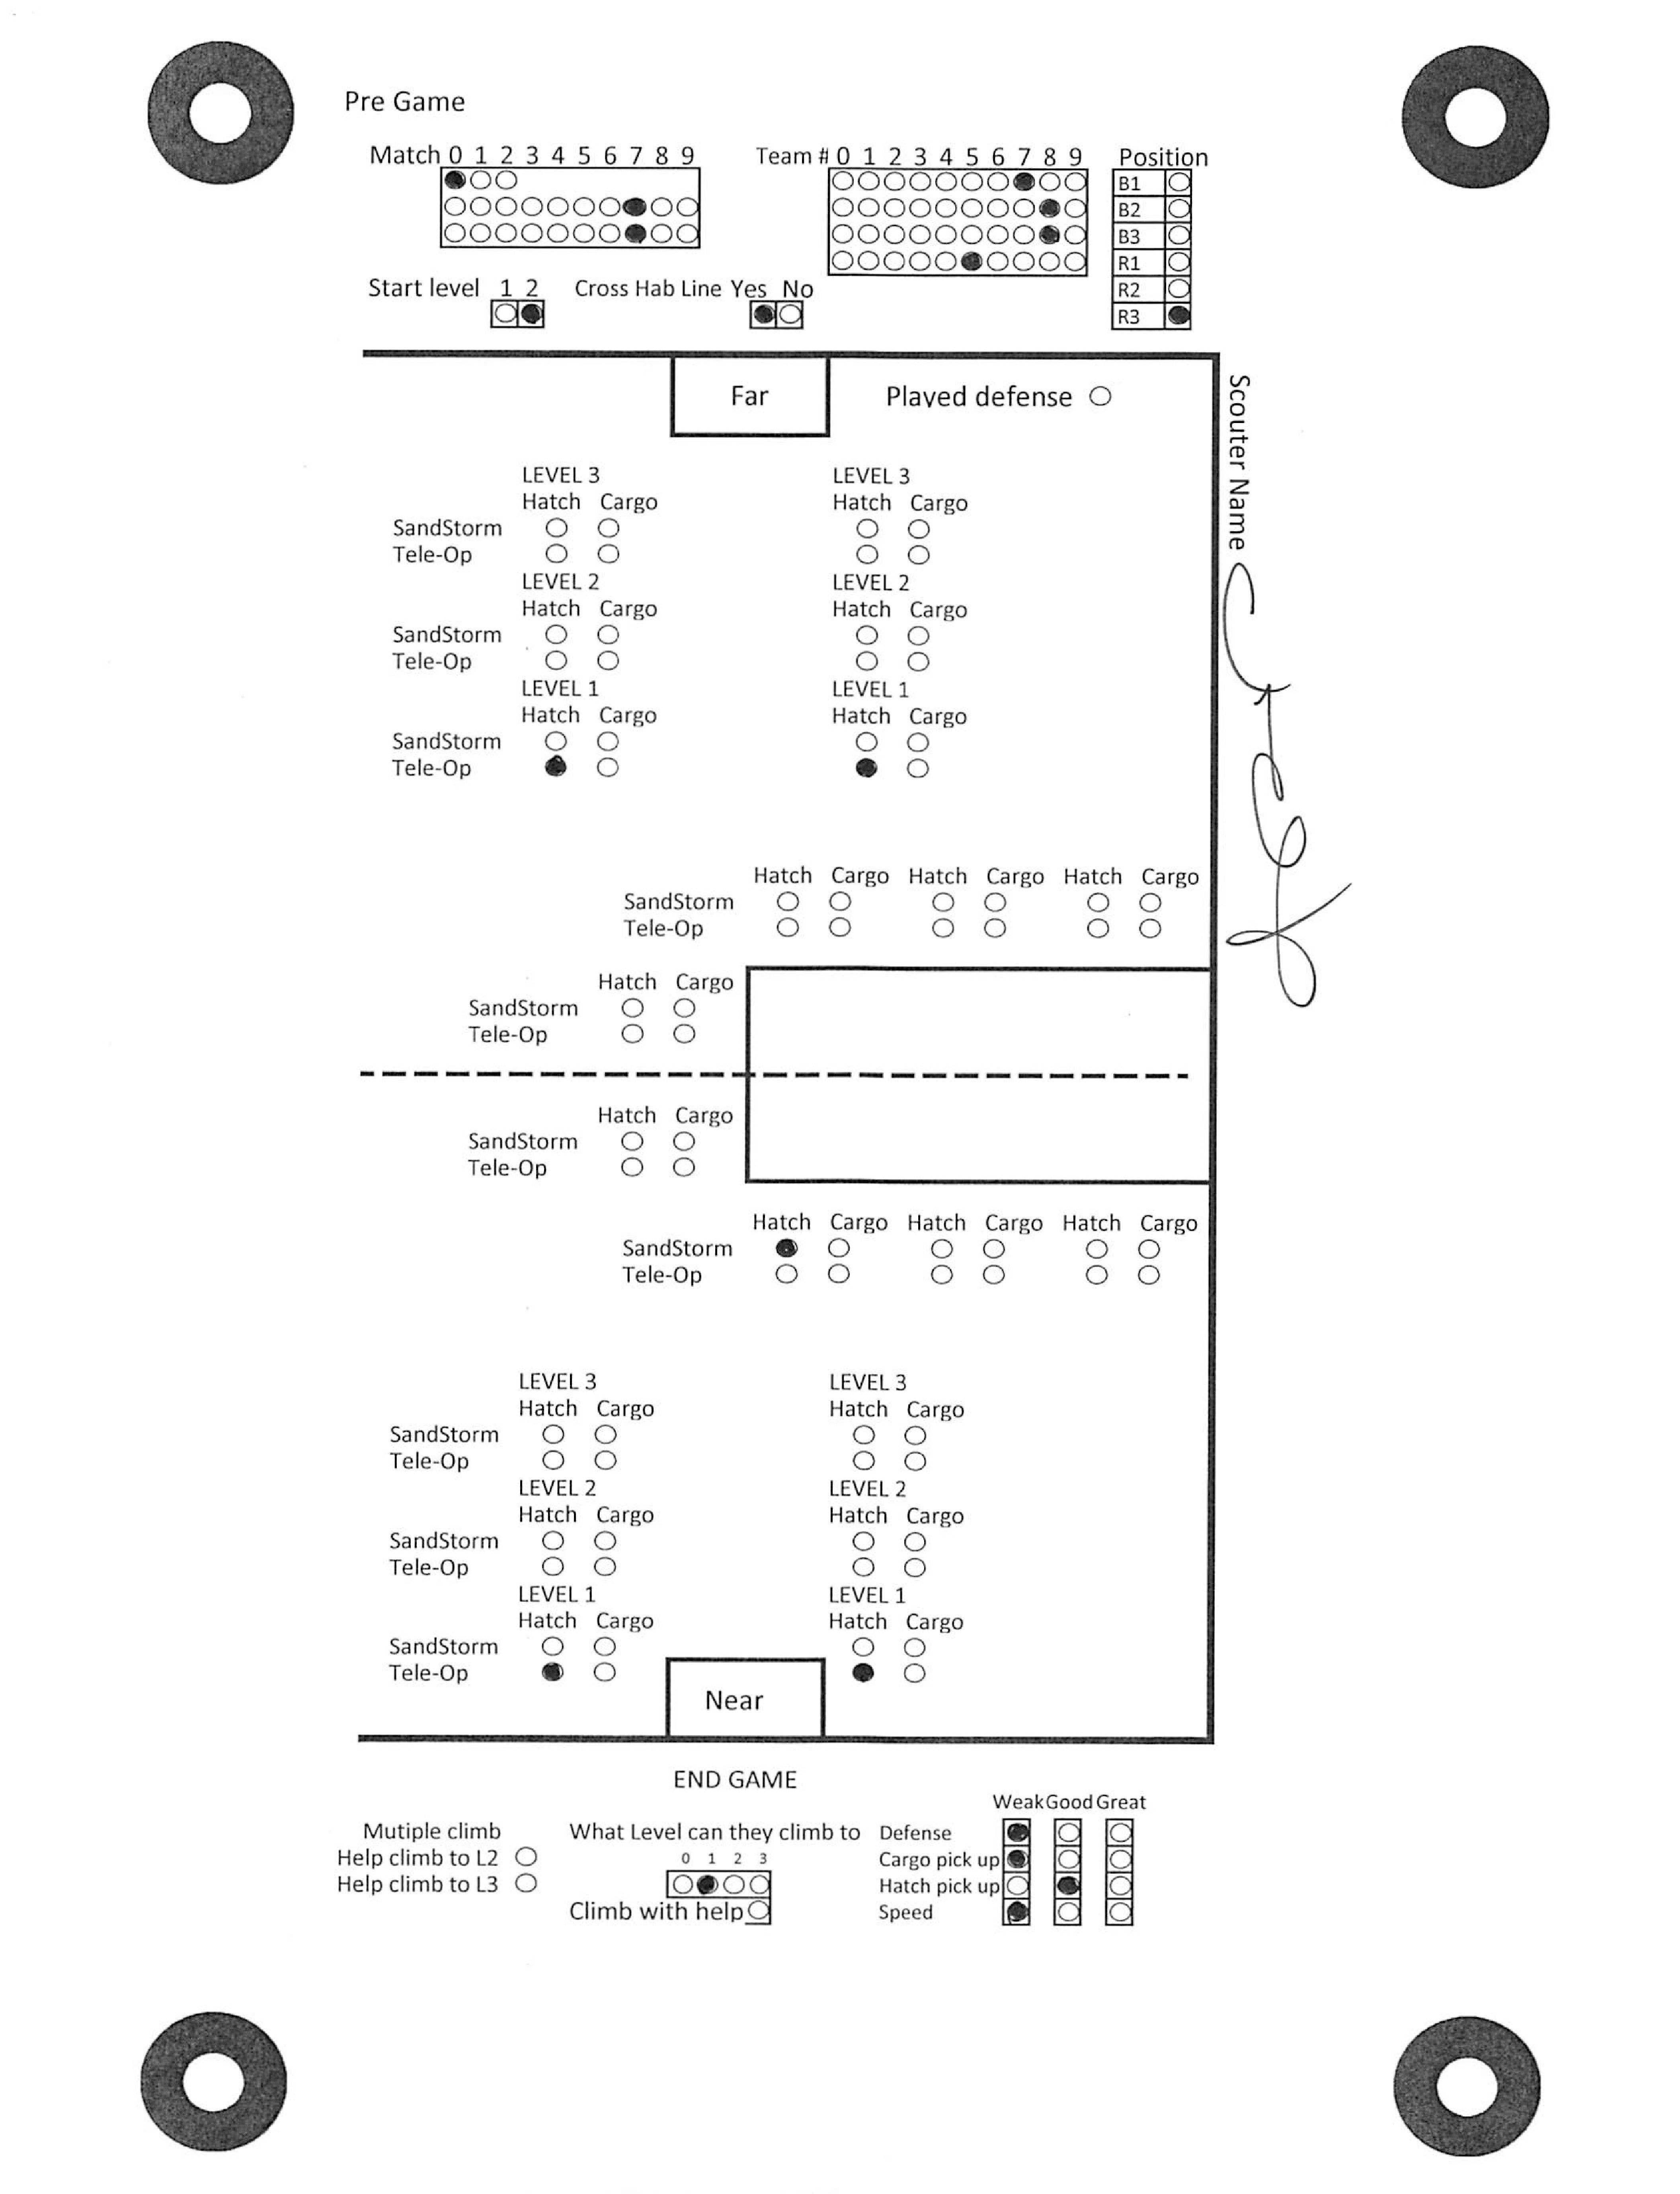 Pre Game
Match 0 1 2 3 4 5 6 7 8 9
Team # 0 1 2 3 4 5 6 7 8 9
Position
B1
B2
B3
R1
R2
R3
Start level 1 2
Cross Hab Line Yes No
Far
Played defense
Scouter Name
LEVEL 3 LEVEL 3
Hatch Cargo Hatch Cargo
SandStorm
Tele-Op
LEVEL 2 LEVEL 2
Hatch Cargo Hatch Cargo
SandStorm
Tele-Op
LEVEL 1 LEVEL 1
Hatch Cargo Hatch Cargo
SandStorm
Tele-Op
Hatch Cargo Hatch Cargo Hatch Cargo
SandStorm
Tele-Op
Hatch Cargo
SandStorm
Tele-Op
Hatch Cargo
SandStorm
Tele-Op
Hatch Cargo Hatch Cargo Hatch Cargo
SandStorm
Tele-Op
LEVEL 3 LEVEL 3
Hatch Cargo Hatch Cargo
SandStorm
Tele-Op
LEVEL 2 LEVEL 2
Hatch Cargo Hatch Cargo
SandStorm
Tele-Op
LEVEL 1 LEVEL 1
Hatch Cargo Hatch Cargo
SandStorm
Tele-Op
Near
END GAME
Mutiple climb
Help climb to L2
Help climb to L3
What Level can they climb to
0 1 2 3
Climb with help
Weak Good Great
Defense
Cargo pick up
Hatch pick up
Speed